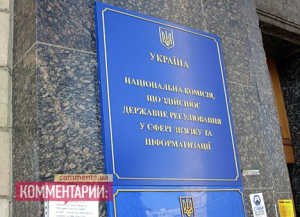 УКРАЇНА
НАЦІОНАЛЬНА КОМІСІЯ,
ЩО ЗДІЙСНЮЄ
ДЕРЖАВНЕ РЕГУЛЮВАННЯ
У СФЕРІ ЗВ'ЯЗКУ ТА
ІНФОРМАТИЗАЦІЇ
comments.ua
КОММЕНТАРИИ: